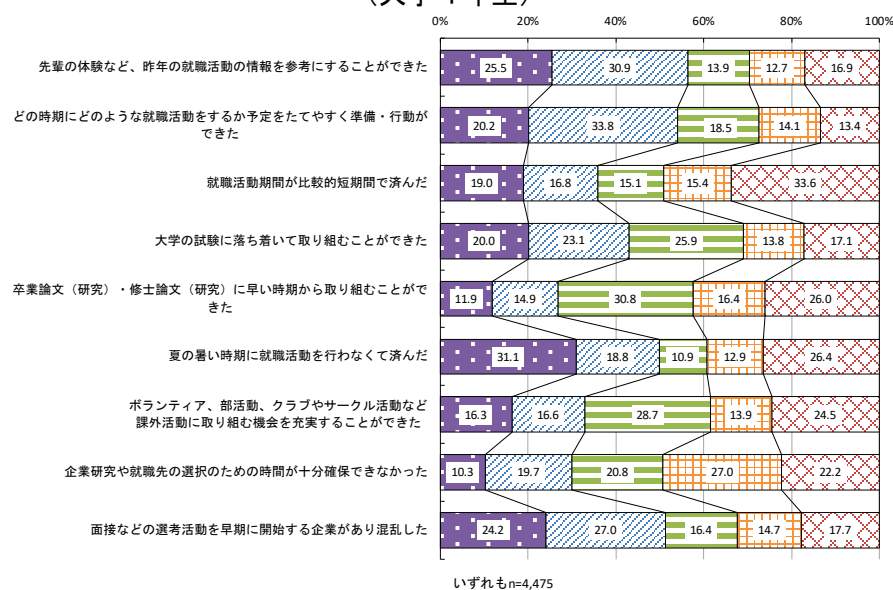 (大学4年生)
0% 20% 40% 60% 80% 100%
先輩の体験など、昨年の就職活動の情報を参考にすることができた 25.5 30.9 13.9 12.7 16.9
どの時期にどのような就職活動をするか予定をたてやすく準備・行動が
できた 20.2 33.8 18.5 14.1 13.4
就職活動期間が比較的短期間で済んだ 19.0 16.8 15.1 15.4 33.6
大学の試験に落ち着いて取り組むことができた 20.0 23.1 25.9 13.8 17.1
卒業論文(研究)・修士論文(研究)に早い時期から取り組むことがで
きた 11.9 14.9 30.8 16.4 26.0
夏の暑い時期に就職活動を行わなくて済んだ 31.1 18.8 10.9 12.9 26.4
ボランティア、部活動、クラブやサークル活動など
課外活動に取り組む機会を充実することができた 16.3 16.6 28.7 13.9 24.5
企業研究や就職先の選択のための時間が十分確保できなかった 10.3 19.7 20.8 27.0 22.2
面接などの選考活動を早期に開始する企業があり混乱した 24.2 27.0 16.4 14.7 17.7
いずれもn=4,475